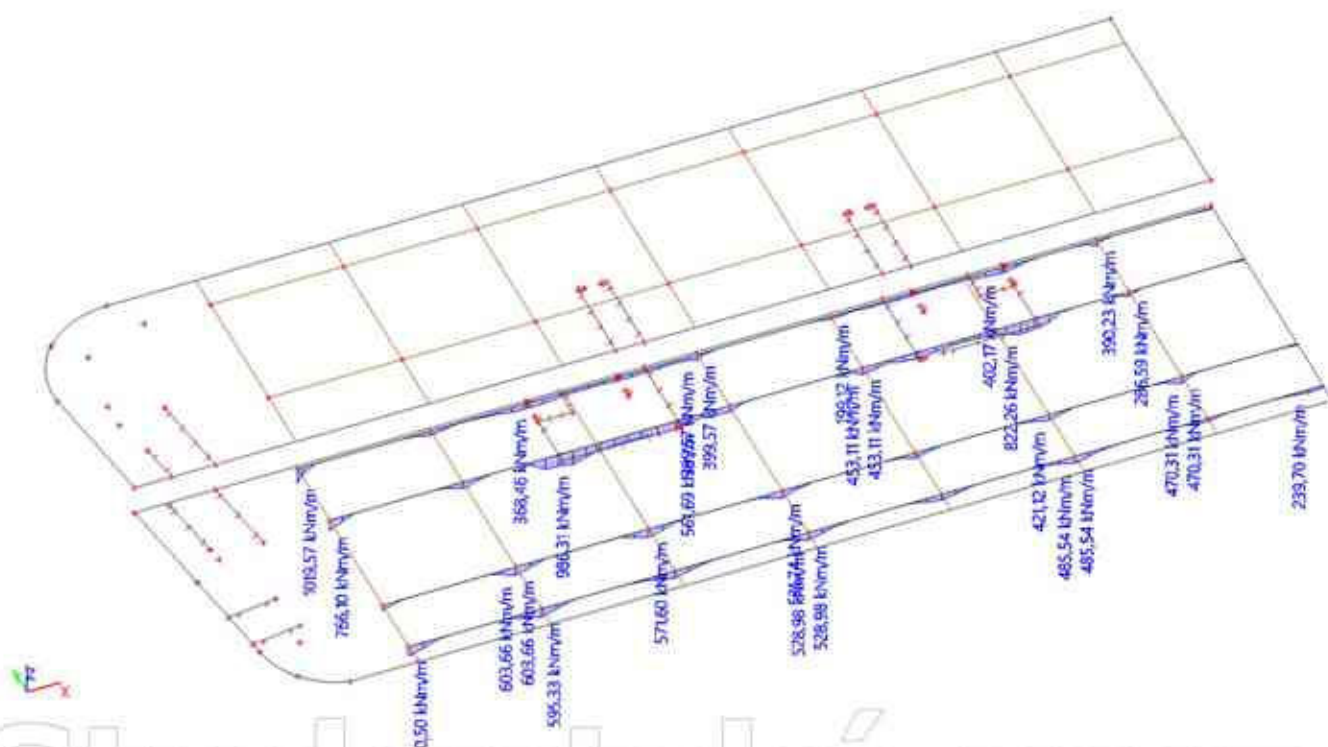 1019,57 kNm/m
766,10 kNm/m
368,46 kNm/m
986,31 kNm/m
399,57 kNm/m
453,11 kNm/m
453,11 kNm/m
402,17 kNm/m
822,26 kNm/m
390,23 kNm/m
286,59 kNm/m
470,31 kNm/m
470,31 kNm/m
239,70 kNm/m
421,12 kNm/m
485,54 kNm/m
485,54 kNm/m
528,98 kNm/m
528,98 kNm/m
571,60 kNm/m
603,66 kNm/m
603,66 kNm/m
595,33 kNm/m
0,50 kNm/m
x